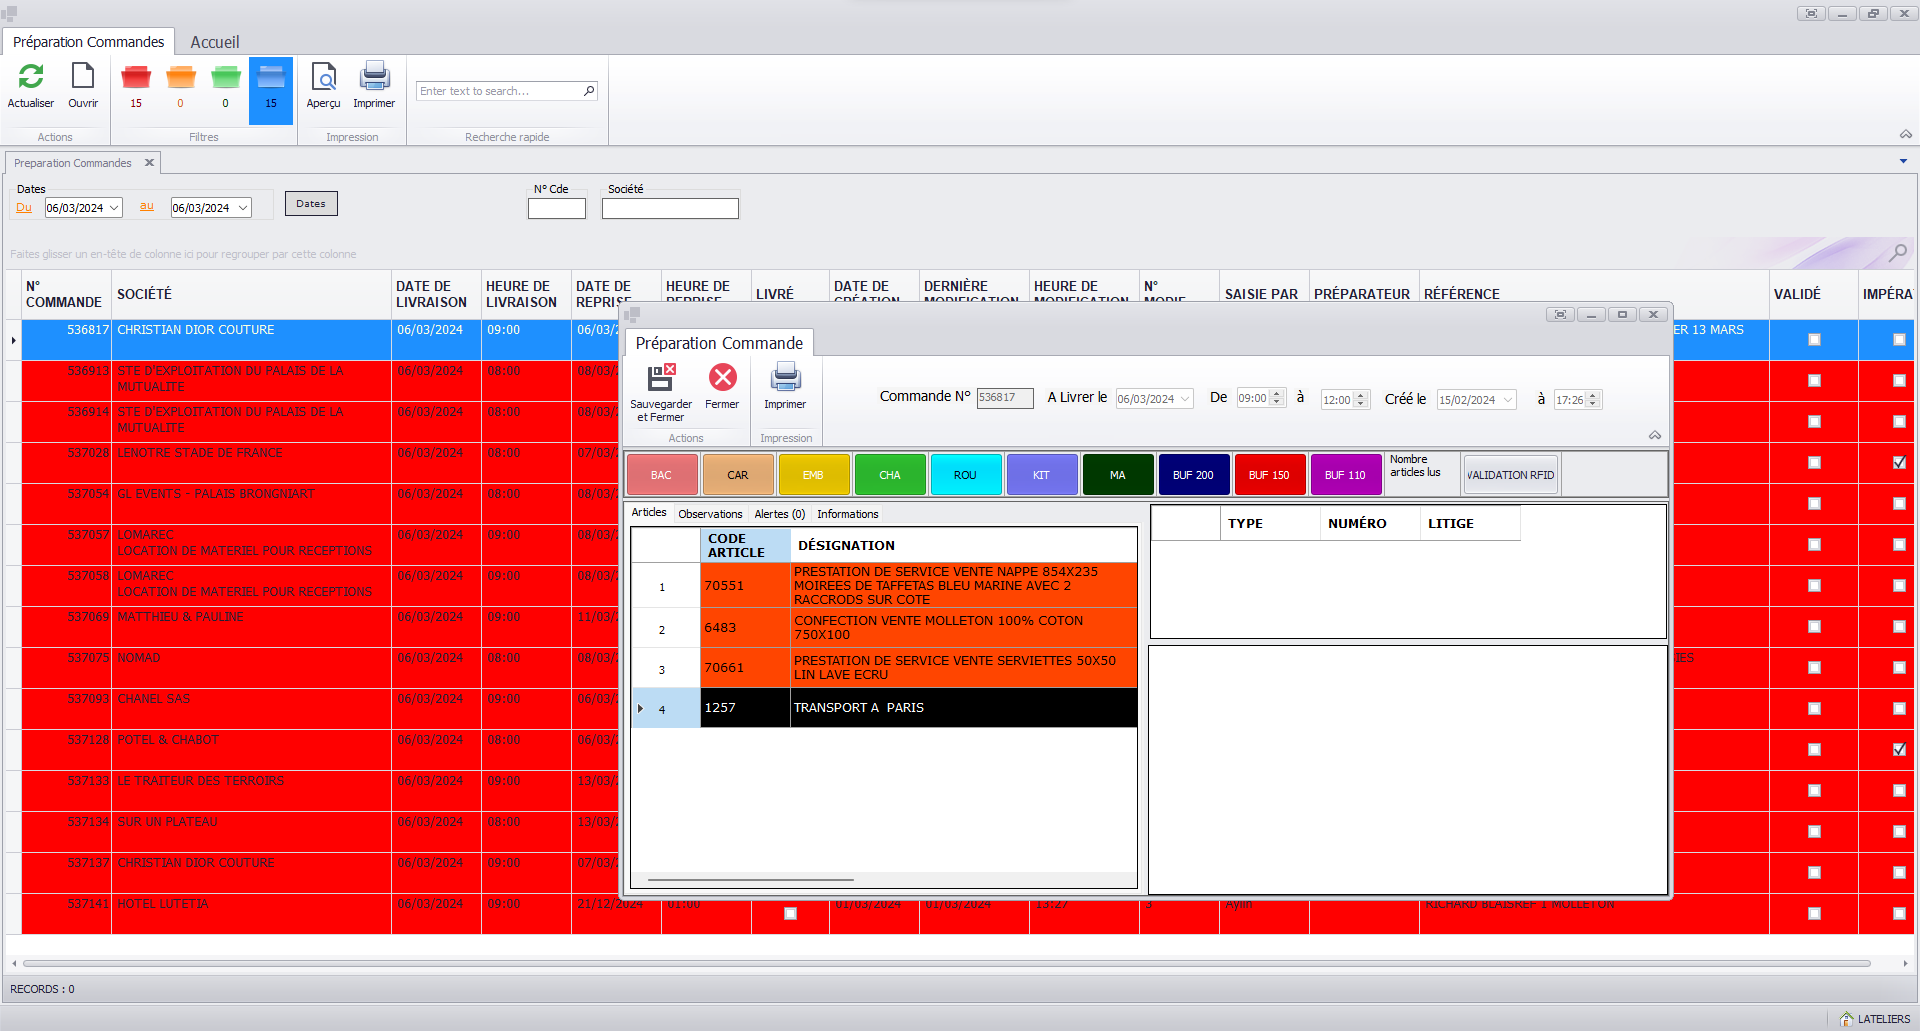 Préparation Commandes
Accueil
Actualiser
Ouvrir
15
0
0
15
Aperçu
Imprimer
Enter text to search...
Actions
Filtres
Impression
Recherche rapide
Preparation Commandes
Dates
Du 06/03/2024 au 06/03/2024
Dates
N° Cde
Société
Faites glisser un en-tête de colonne ici pour regrouper par cette colonne
N° COMMANDE SOCIÉTÉ DATE DE LIVRAISON HEURE DE LIVRAISON DATE DE REPRISE HEURE DE REPRISE LIVRÉ DATE DE CRÉATION DERNIÈRE MODIFICATION HEURE DE MODIFICATION N° MODIF SAISIE PAR PRÉPARATEUR RÉFÉRENCE VALIDÉ IMPÉRA
536817 CHRISTIAN DIOR COUTURE 06/03/2024 09:00 06/03/2 ER 13 MARS
536913 STE D'EXPLOITATION DU PALAIS DE LA MUTUALITE 06/03/2024 08:00 08/03/2
536914 STE D'EXPLOITATION DU PALAIS DE LA MUTUALITE 06/03/2024 08:00 08/03/2
537028 LENOTRE STADE DE FRANCE 06/03/2024 08:00 07/03/2
537054 GL EVENTS - PALAIS BRONGNIART 06/03/2024 08:00 08/03/2
537057 LOMAREC
LOCATION DE MATERIEL POUR RECEPTIONS 06/03/2024 09:00 08/03/2
537058 LOMAREC
LOCATION DE MATERIEL POUR RECEPTIONS 06/03/2024 09:00 08/03/2
537069 MATTHIEU & PAULINE 06/03/2024 09:00 11/03/2
537075 NOMAD 06/03/2024 08:00 08/03/2 IES
537093 CHANEL SAS 06/03/2024 09:00 06/03/2
537128 POTEL & CHABOT 06/03/2024 08:00 06/03/2
537133 LE TRAITEUR DES TERROIRS 06/03/2024 09:00 13/03/2
537134 SUR UN PLATEAU 06/03/2024 08:00 13/03/2
537137 CHRISTIAN DIOR COUTURE 06/03/2024 09:00 07/03/2
537141 HOTEL LUTETIA 06/03/2024 09:00 21/12/2024 01:00 01/03/2024 01/03/2024 13:27 3 Aylin RICHARD BLAISREF 1 MOLLETON
Préparation Commande
Sauvegarder et Fermer
Fermer
Imprimer
Actions
Impression
Commande N° 536817 A Livrer le 06/03/2024 De 09:00 à 12:00 Créé le 15/02/2024 à 17:26
BAC
CAR
EMB
CHA
ROU
KIT
MA
BUF 200
BUF 150
BUF 110
Nombre articles lus
VALIDATION RFID
Articles
Observations
Alertes (0)
Informations
CODE ARTICLE DÉSIGNATION
1 70551 PRESTATION DE SERVICE VENTE NAPPE 854X235
MOIREES DE TAFFETAS BLEU MARINE AVEC 2
RACCRODS SUR COTE
2 6483 CONFECTION VENTE MOLLETON 100% COTON
750X100
3 70661 PRESTATION DE SERVICE VENTE SERVIETTES 50X50
LIN LAVE ECRU
4 1257 TRANSPORT A PARIS
TYPE NUMÉRO LITIGE
RECORDS : 0
LATELIERS